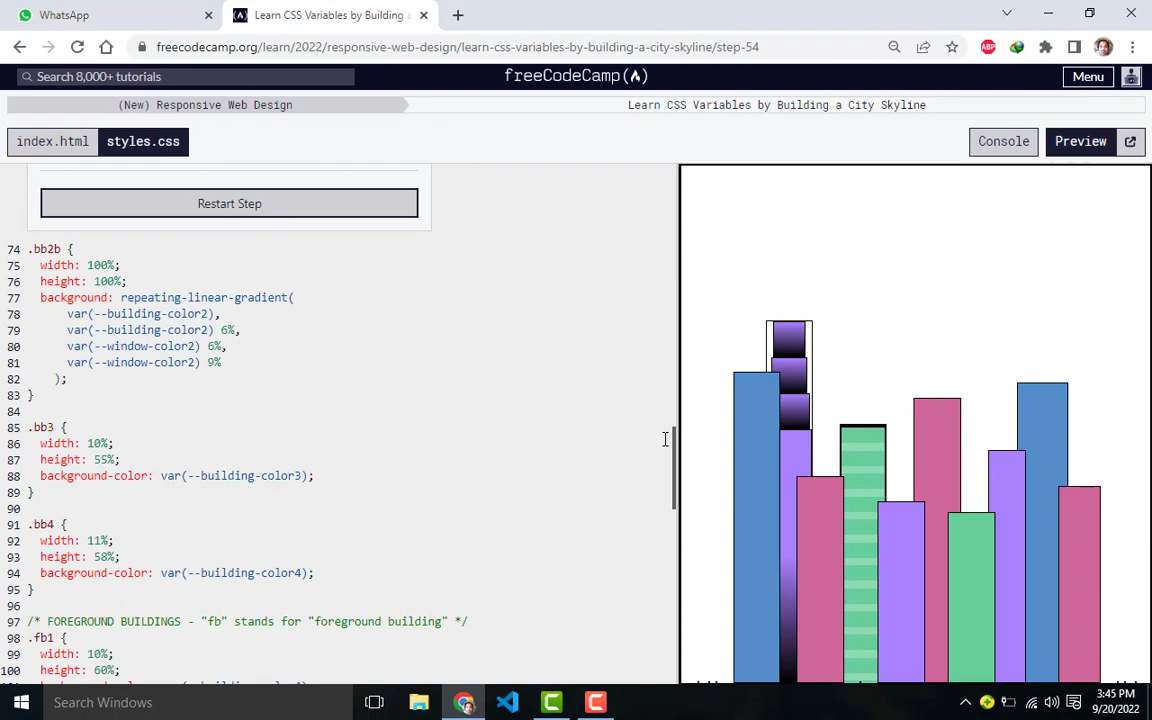 WhatsApp
Learn CSS Variables by Building a
freecodecamp.org/learn/2022/responsive-web-design/learn-css-variables-by-building-a-city-skyline/step-54
ABP
Search 8,000+ tutorials
freeCodeCamp(🔥)
Menu
(New) Responsive Web Design
Learn CSS Variables by Building a City Skyline
index.html
styles.css
Console
Preview
Restart Step
74 .bb2b {
75 width: 100%;
76 height: 100%;
77 background: repeating-linear-gradient(
78 var(--building-color2),
79 var(--building-color2) 6%,
80 var(--window-color2) 6%,
81 var(--window-color2) 9%
82 );
83 }
84
85 .bb3 {
86 width: 10%;
87 height: 55%;
88 background-color: var(--building-color3);
89 }
90
91 .bb4 {
92 width: 11%;
93 height: 58%;
94 background-color: var(--building-color4);
95 }
96
97 /* FOREGROUND BUILDINGS - "fb" stands for "foreground building" */
98 .fb1 {
99 width: 10%;
100 height: 60%;
Search Windows
3:45 PM
9/20/2022